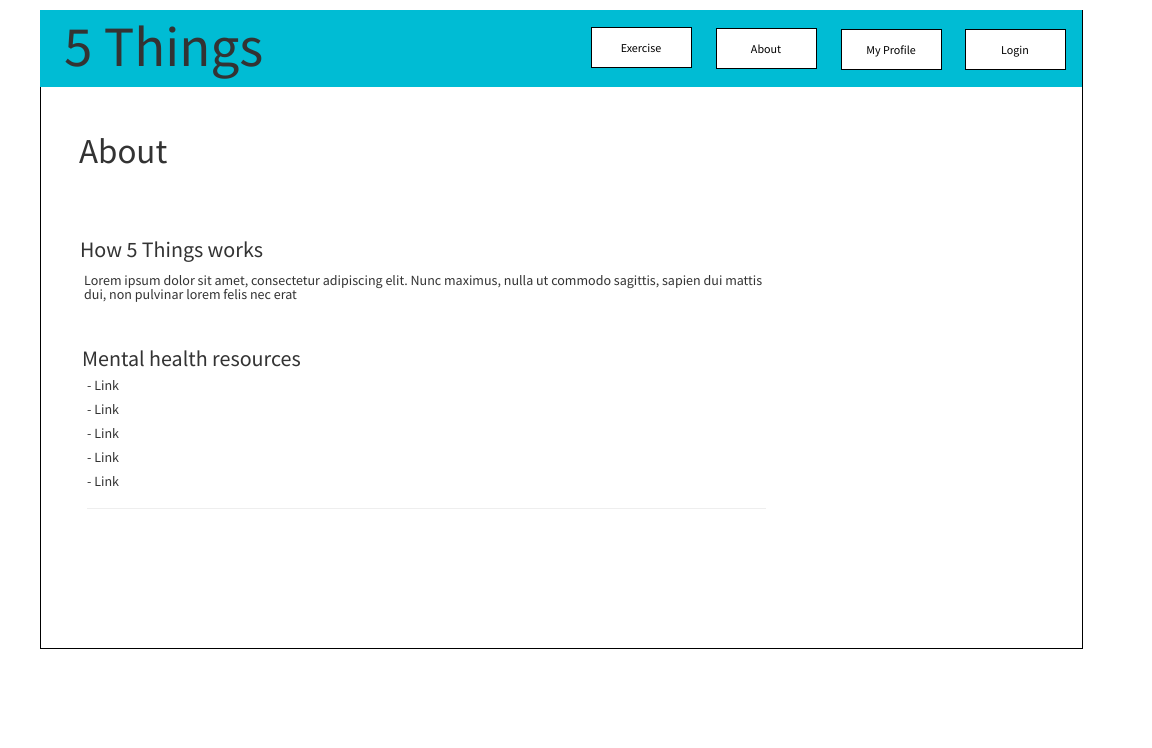 5 Things
Exercise
About
My Profile
Login
About
How 5 Things works
Lorem ipsum dolor sit amet, consectetur adipiscing elit. Nunc maximus, nulla ut commodo sagittis, sapien dui mattis
dui, non pulvinar lorem felis nec erat
Mental health resources
- Link
- Link
- Link
- Link
- Link